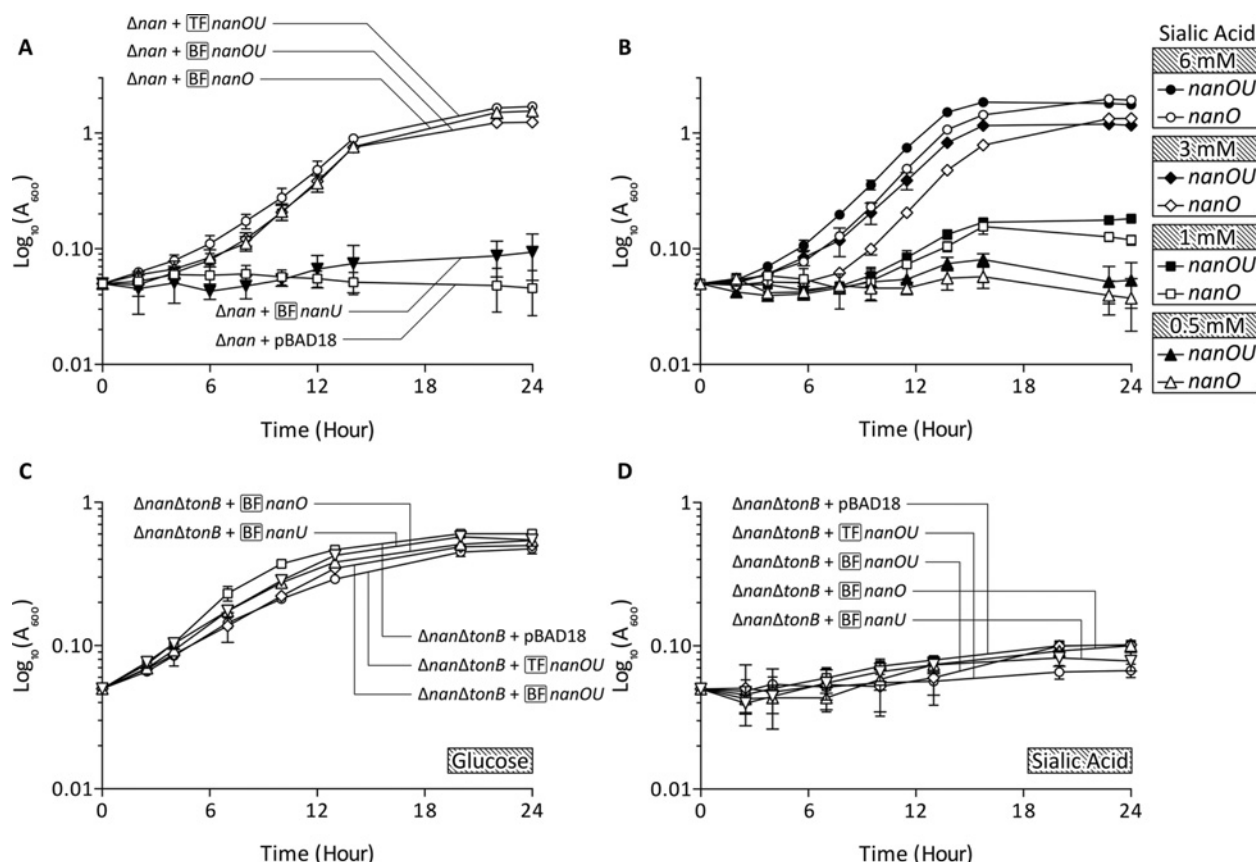 A
Δnan + TF nanOU
Δnan + BF nanOU
Δnan + BF nanO
1
0.10
0.01
Log10 (A600)
Δnan + BF nanU
Δnan + pBAD18
0 6 12 18 24
Time (Hour)
B
1
0.10
0.01
Log10 (A600)
0 6 12 18 24
Time (Hour)
Sialic Acid
6 mM
nanOU
nanO
3 mM
nanOU
nanO
1 mM
nanOU
nanO
0.5 mM
nanOU
nanO
C
ΔnanΔtonB + BF nanO
ΔnanΔtonB + BF nanU
1
0.10
0.01
Log10 (A600)
ΔnanΔtonB + pBAD18
ΔnanΔtonB + TF nanOU
ΔnanΔtonB + BF nanOU
Glucose
0 6 12 18 24
Time (Hour)
D
ΔnanΔtonB + pBAD18
ΔnanΔtonB + TF nanOU
ΔnanΔtonB + BF nanOU
ΔnanΔtonB + BF nanO
ΔnanΔtonB + BF nanU
1
0.10
0.01
Log10 (A600)
Sialic Acid
0 6 12 18 24
Time (Hour)